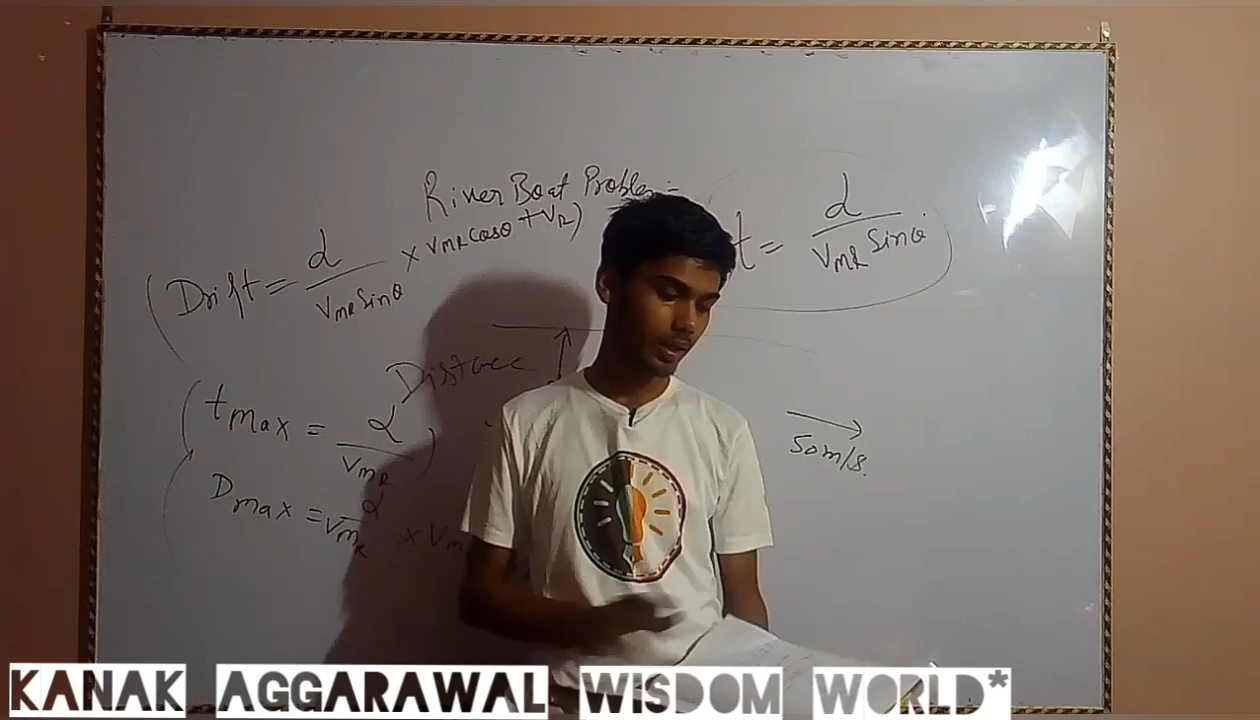 River Boat Problem:-
Drift = d / VMR Sinθ × VMR Cosθ + VR)
t = d / VMR Sinθ
Distance
tmax = d / VMR
50m/s.
Dmax = d / VMR × VM
KANAK AGGARAWAL WISDOM WORLD*